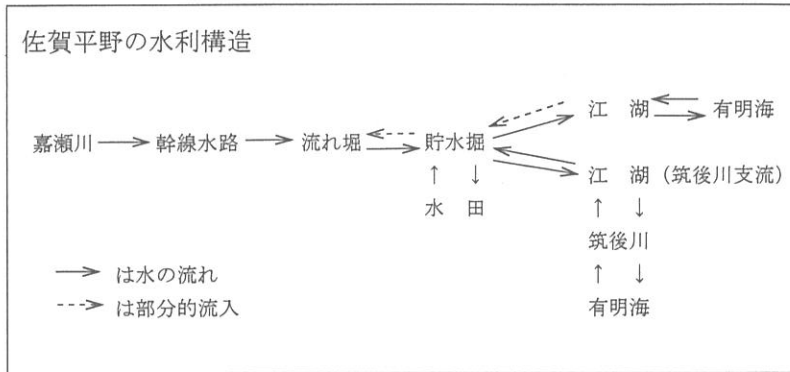 佐賀平野の水利構造
江 湖 有明海
嘉瀬川 幹線水路 流れ堀 貯水掘
江 湖 (筑後川支流)
水 田
筑後川
は水の流れ
は部分的流入
有明海